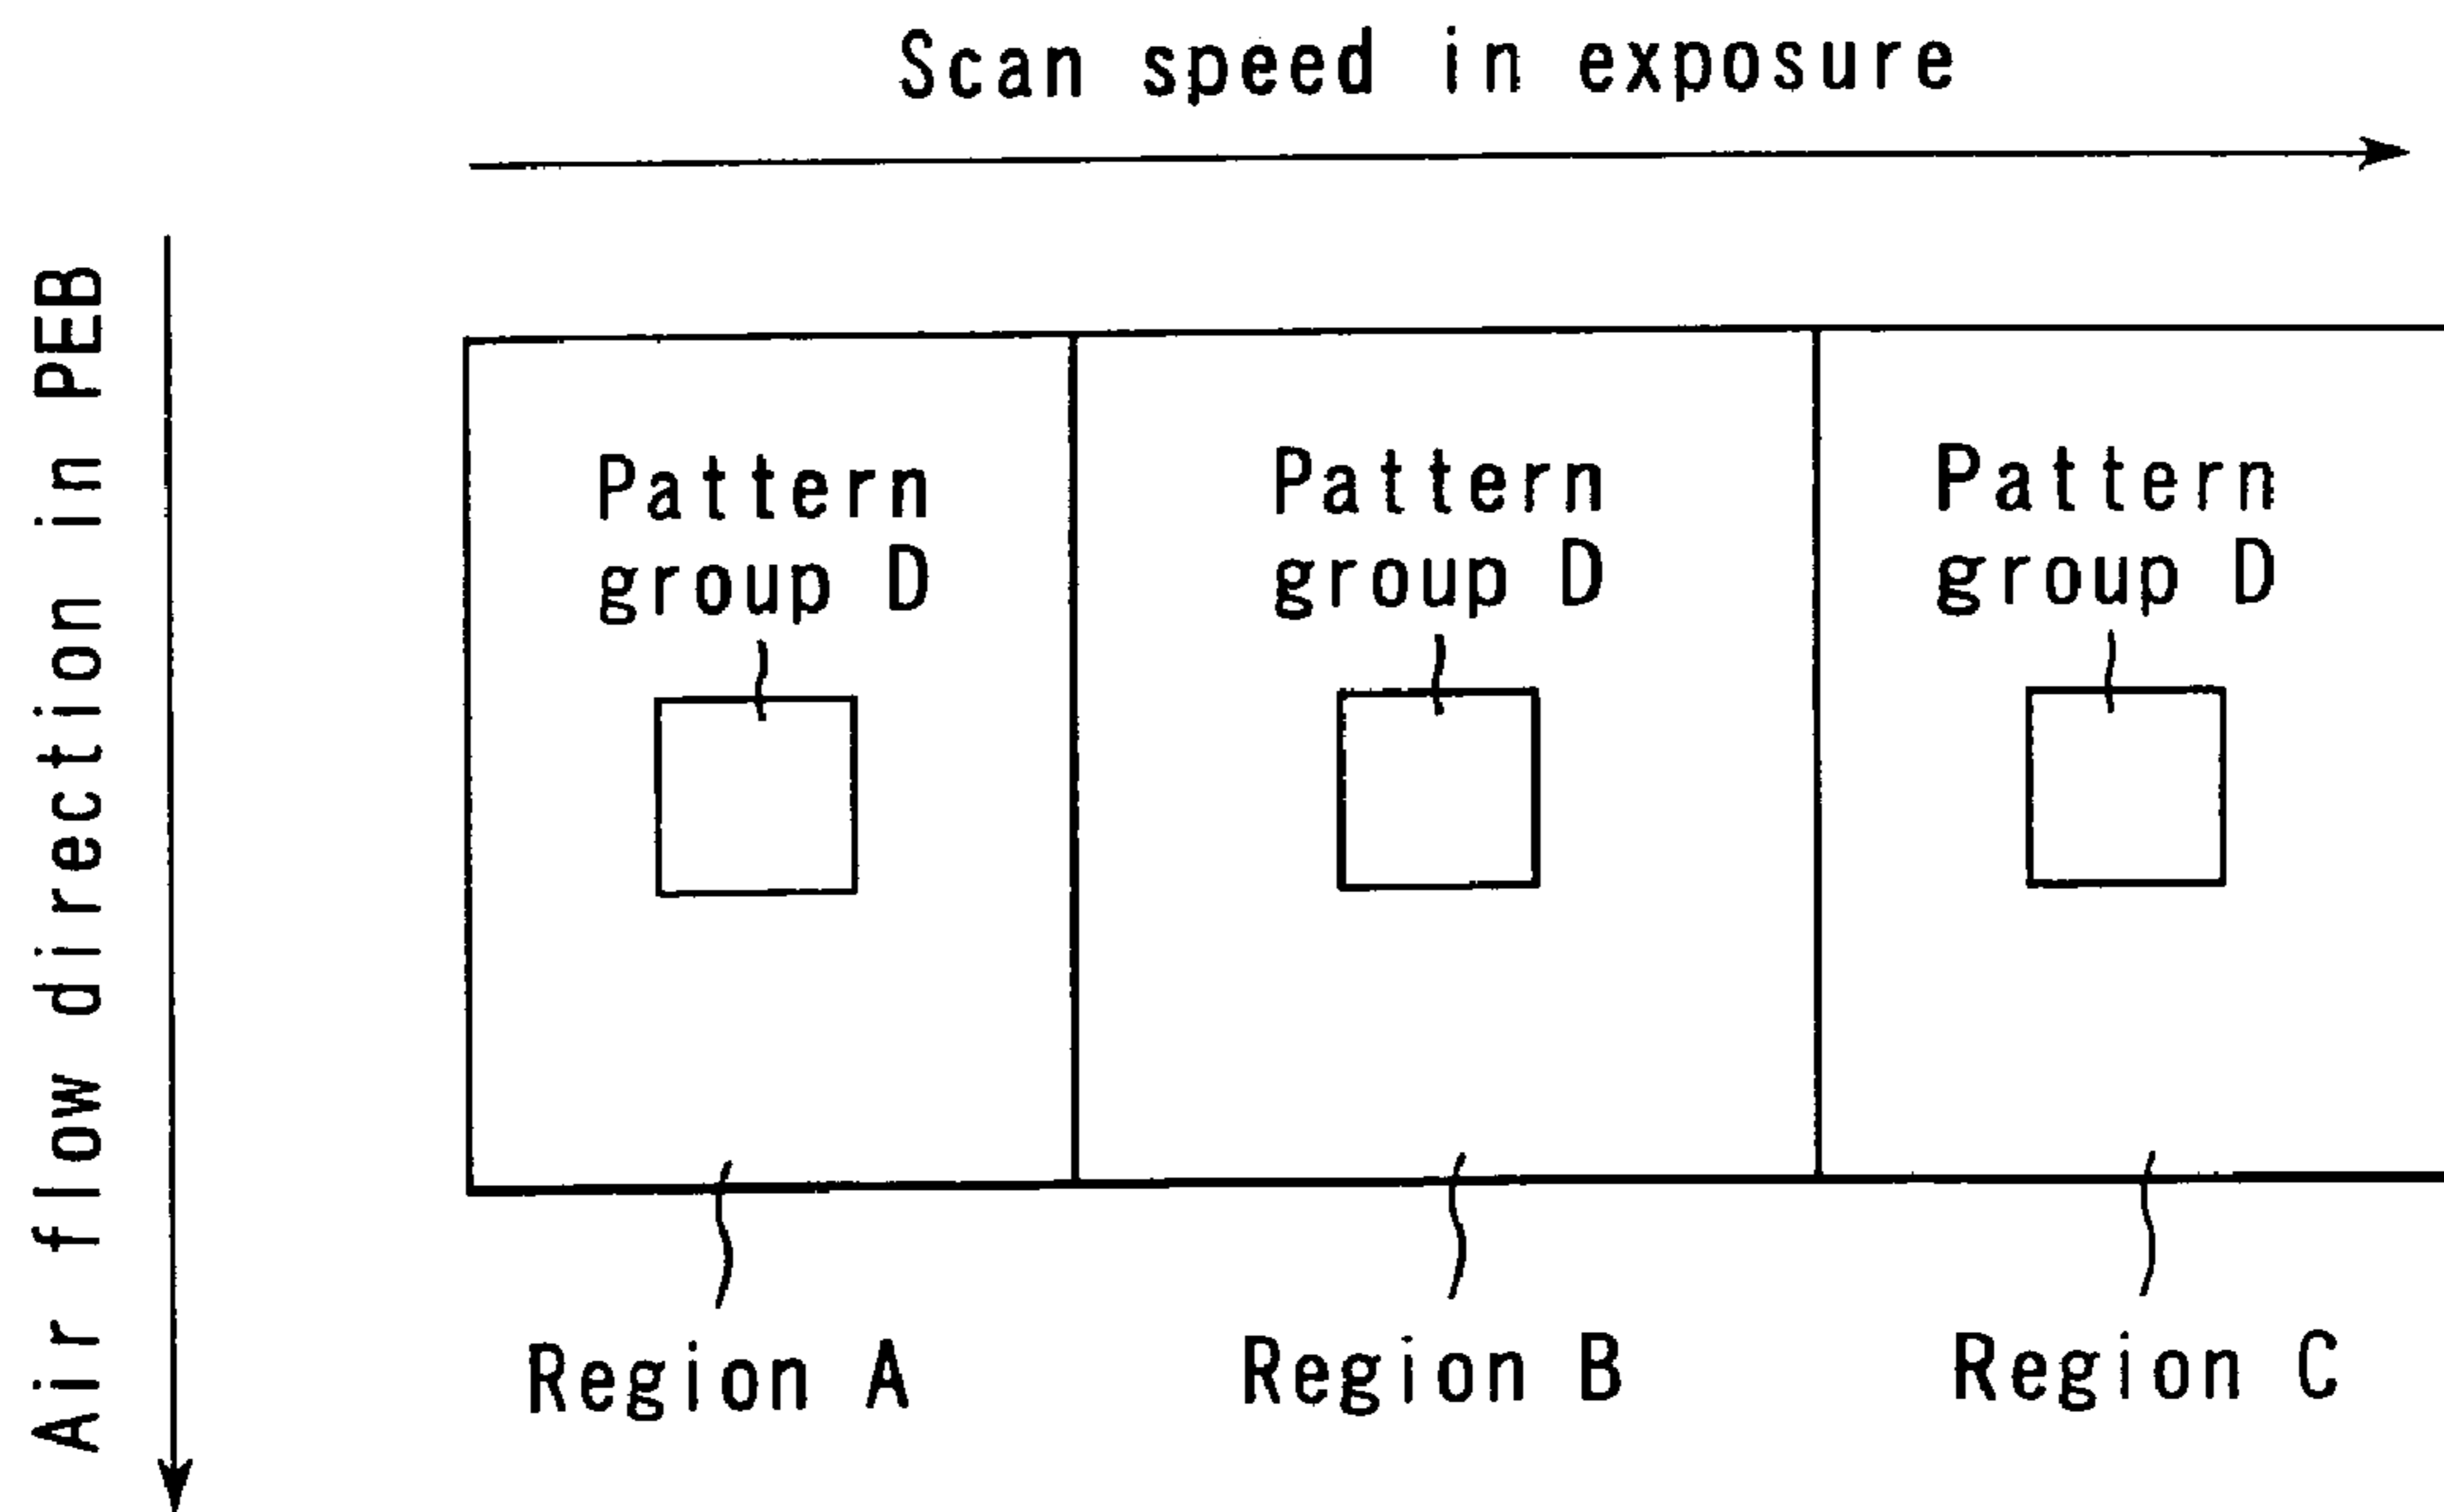 Scan speed in exposure
Air flow direction in PEB
Pattern
group D
Pattern
group D
Pattern
group D
Region A
Region B
Region C